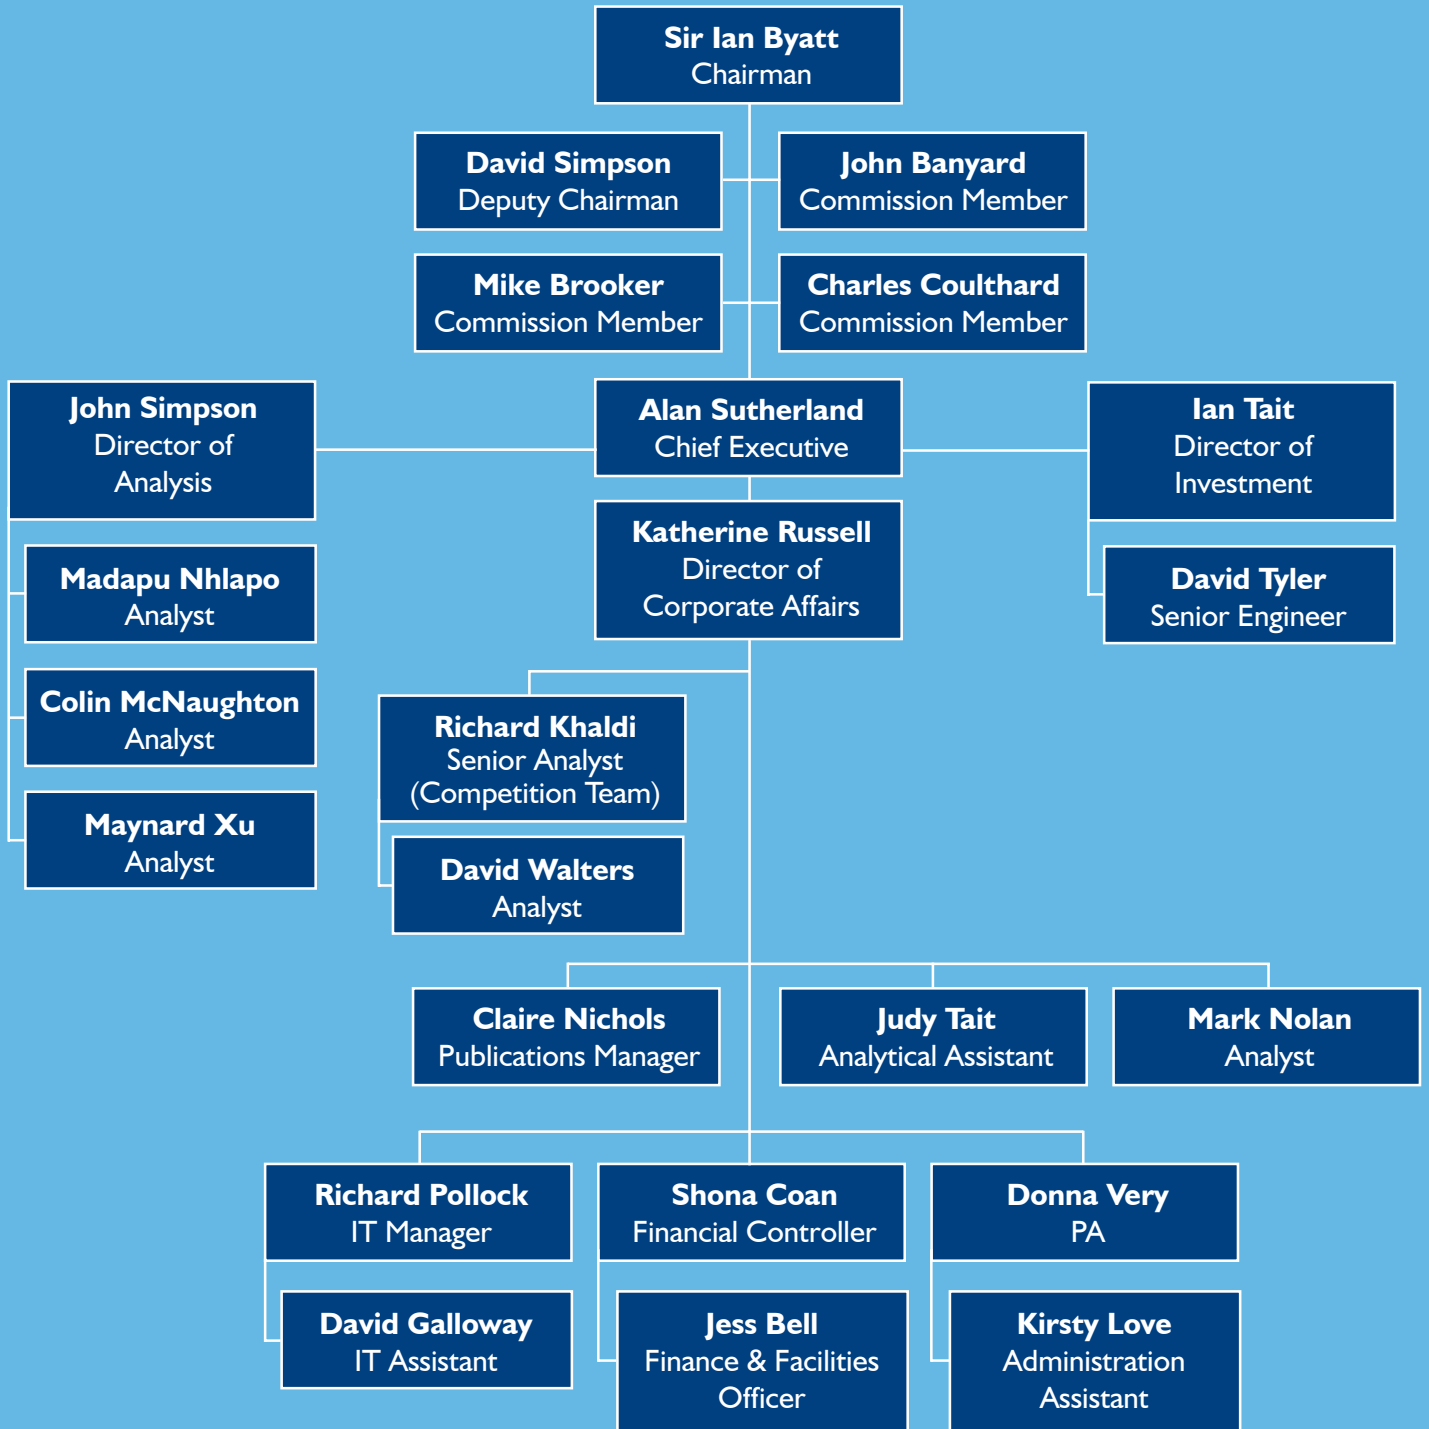 Sir Ian Byatt
Chairman
David Simpson
Deputy Chairman
John Banyard
Commission Member
Mike Brooker
Commission Member
Charles Coulthard
Commission Member
John Simpson
Director of
Analysis
Alan Sutherland
Chief Executive
Ian Tait
Director of
Investment
Katherine Russell
Director of
Corporate Affairs
Madapu Nhlapo
Analyst
David Tyler
Senior Engineer
Colin McNaughton
Analyst
Richard Khaldi
Senior Analyst
(Competition Team)
Maynard Xu
Analyst
David Walters
Analyst
Claire Nichols
Publications Manager
Judy Tait
Analytical Assistant
Mark Nolan
Analyst
Richard Pollock
IT Manager
Shona Coan
Financial Controller
Donna Very
PA
David Galloway
IT Assistant
Jess Bell
Finance & Facilities
Officer
Kirsty Love
Administration
Assistant